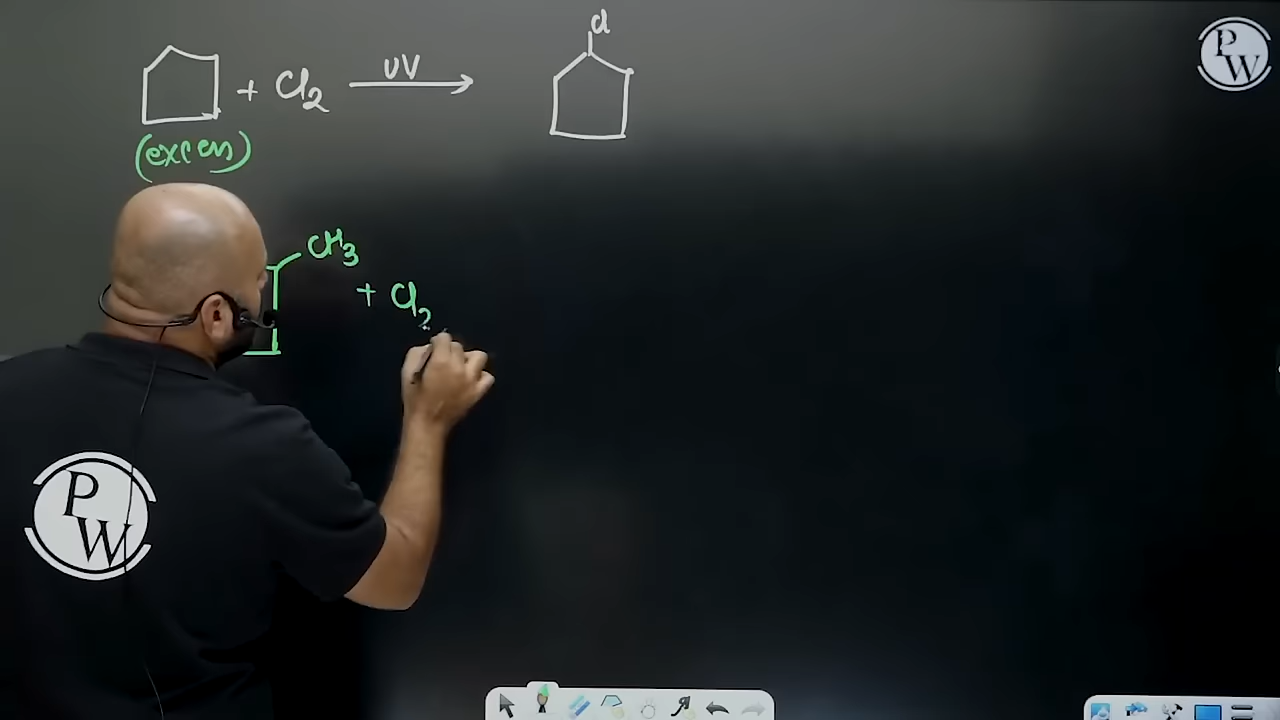 Cl
+ Cl2 UV
(excess)
CH3
+ Cl2
PW
PW